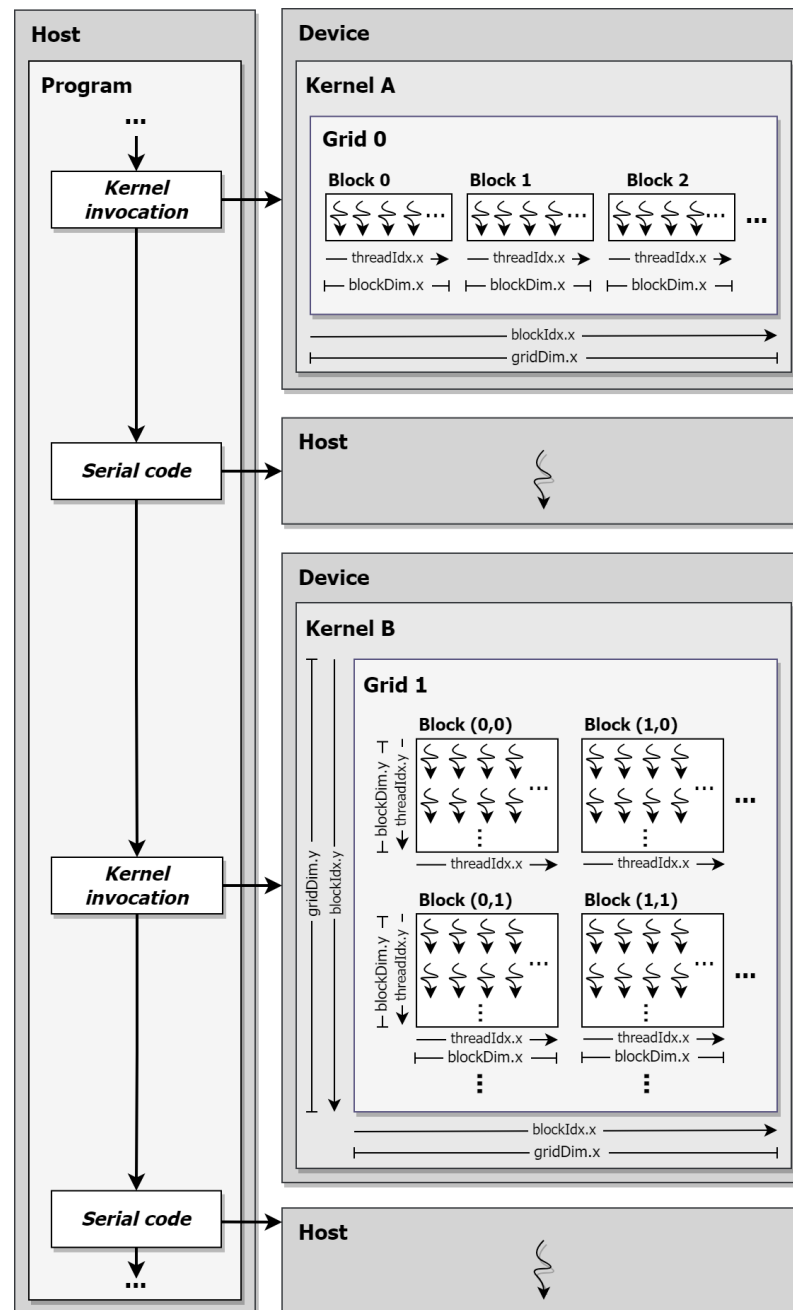 Host
Program
...
Kernel
invocation
Serial code
Kernel
invocation
Serial code
...
Device
Kernel A
Grid 0
Block 0 Block 1 Block 2
... ... ... ...
threadIdx.x threadIdx.x threadIdx.x
blockDim.x blockDim.x blockDim.x
blockIdx.x
gridDim.x
Host
Device
Kernel B
gridDim.y
blockIdx.y
Grid 1
Block (0,0) Block (1,0)
blockDim.y
threadIdx.y
... ... ...
threadIdx.x threadIdx.x
Block (0,1) Block (1,1)
blockDim.y
threadIdx.y
... ... ...
threadIdx.x threadIdx.x
blockDim.x blockDim.x
blockIdx.x
gridDim.x
Host